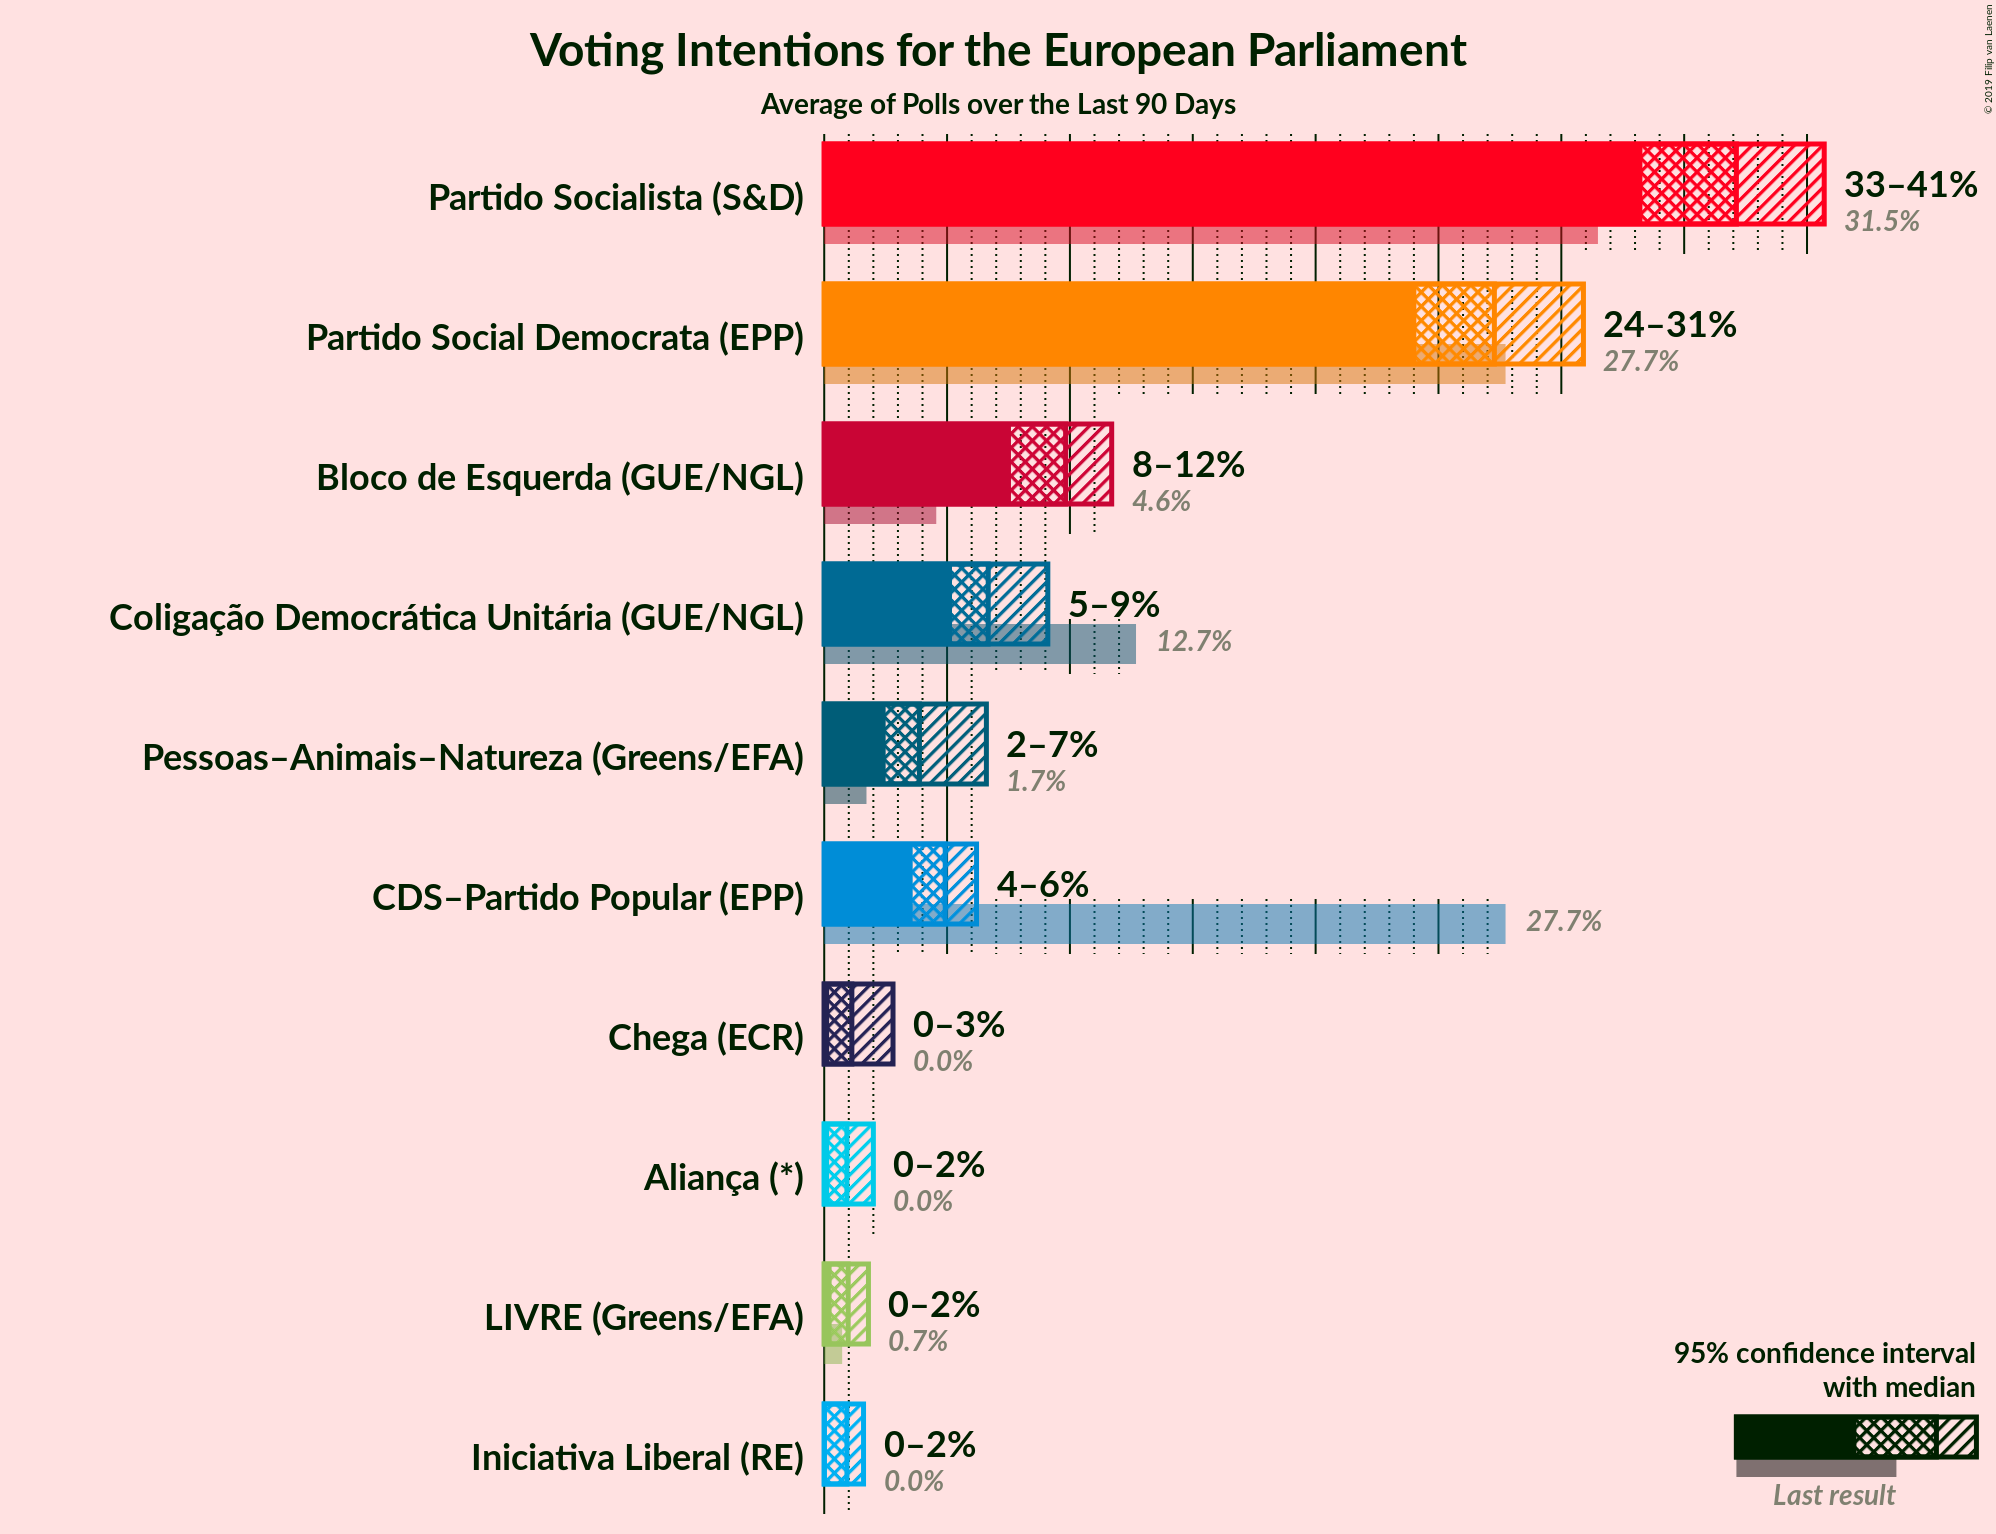 Voting Intentions for the European Parliament
Average of Polls over the Last 90 Days
© 2019 Filip van Laenen
Partido Socialista (S&D)
33–41%
31.5%
Partido Social Democrata (EPP)
24–31%
27.7%
Bloco de Esquerda (GUE/NGL)
8–12%
4.6%
Coligação Democrática Unitária (GUE/NGL)
5–9%
12.7%
Pessoas–Animais–Natureza (Greens/EFA)
2–7%
1.7%
CDS–Partido Popular (EPP)
4–6%
27.7%
Chega (ECR)
0–3%
0.0%
Aliança (*)
0–2%
0.0%
LIVRE (Greens/EFA)
0–2%
0.7%
Iniciativa Liberal (RE)
0–2%
0.0%
95% confidence interval
with median
Last result